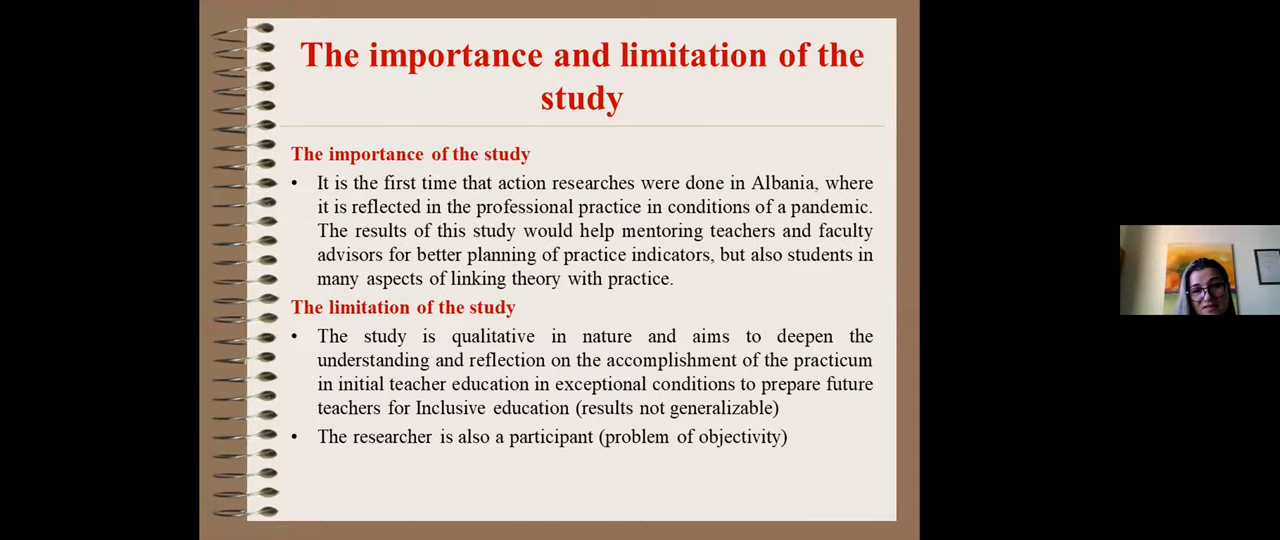 The importance and limitation of the
study
The importance of the study
• It is the first time that action researches were done in Albania, where
it is reflected in the professional practice in conditions of a pandemic.
The results of this study would help mentoring teachers and faculty
advisors for better planning of practice indicators, but also students in
many aspects of linking theory with practice.
The limitation of the study
• The study is qualitative in nature and aims to deepen the
understanding and reflection on the accomplishment of the practicum
in initial teacher education in exceptional conditions to prepare future
teachers for Inclusive education (results not generalizable)
• The researcher is also a participant (problem of objectivity)